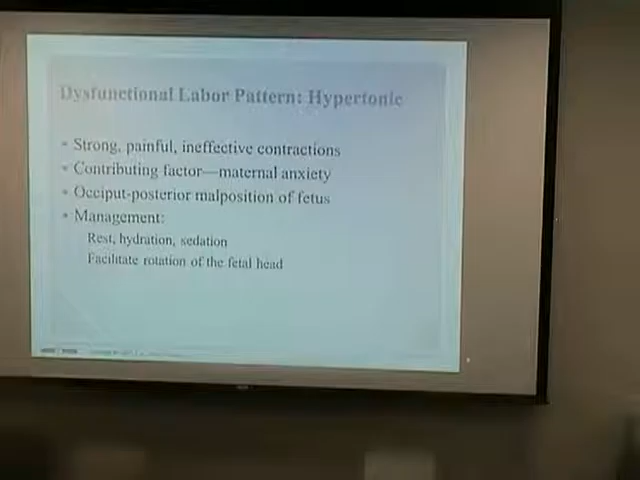 Dysfunctional Labor Pattern: Hypertonic
Strong, painful, ineffective contractions
Contributing factor—maternal anxiety
Occiput-posterior malposition of fetus
Management:
Rest, hydration, sedation
Facilitate rotation of the fetal head